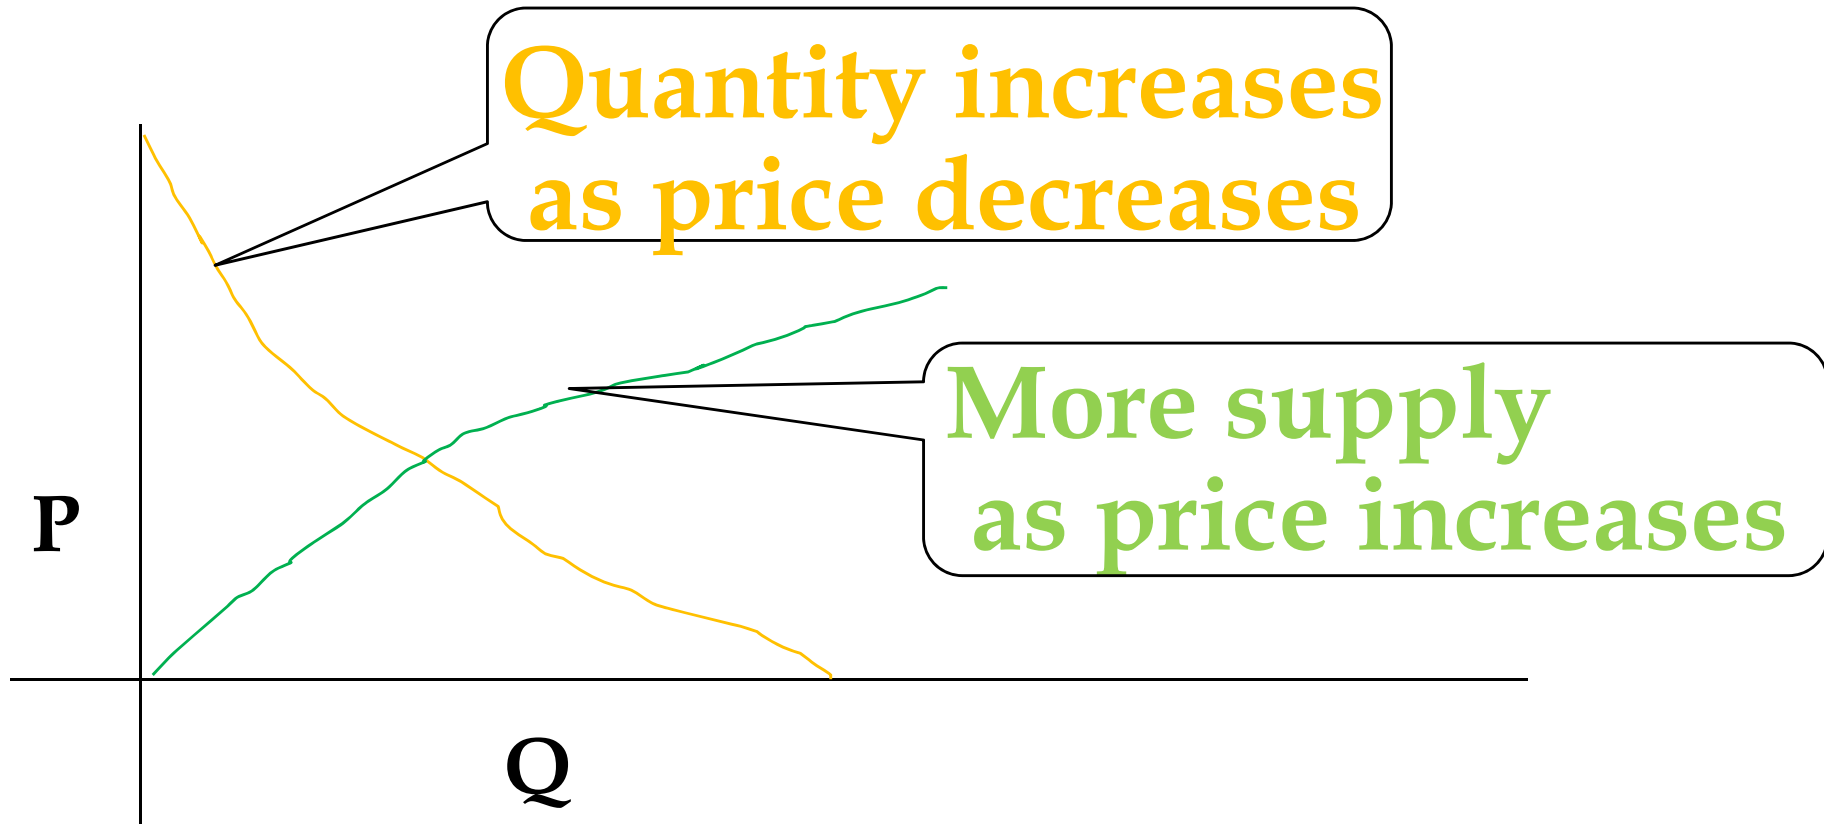 Quantity increases
as price decreases
More supply
as price increases
P
Q